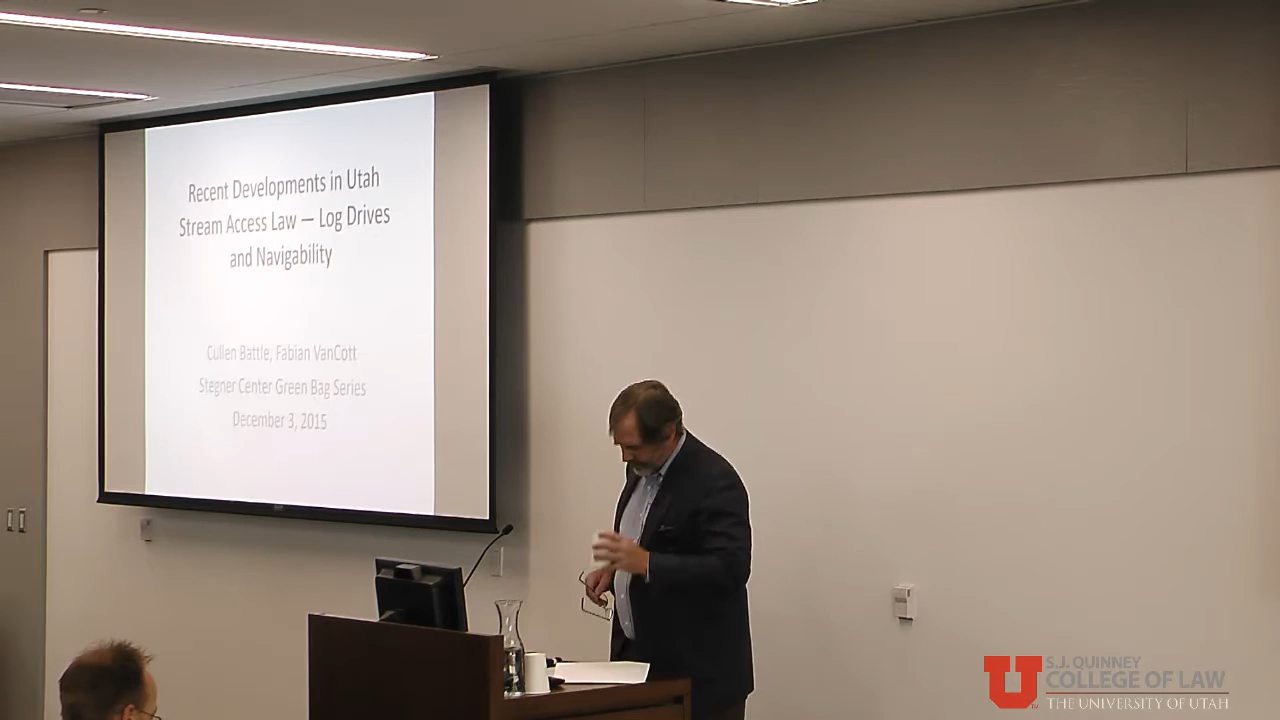 Recent Developments in Utah
Stream Access Law — Log Drives
and Navigability
Cullen Battle, Fabian VanCott
Stegner Center Green Bag Series
December 3, 2015
U
S.J. QUINNEY
COLLEGE OF LAW
THE UNIVERSITY OF UTAH